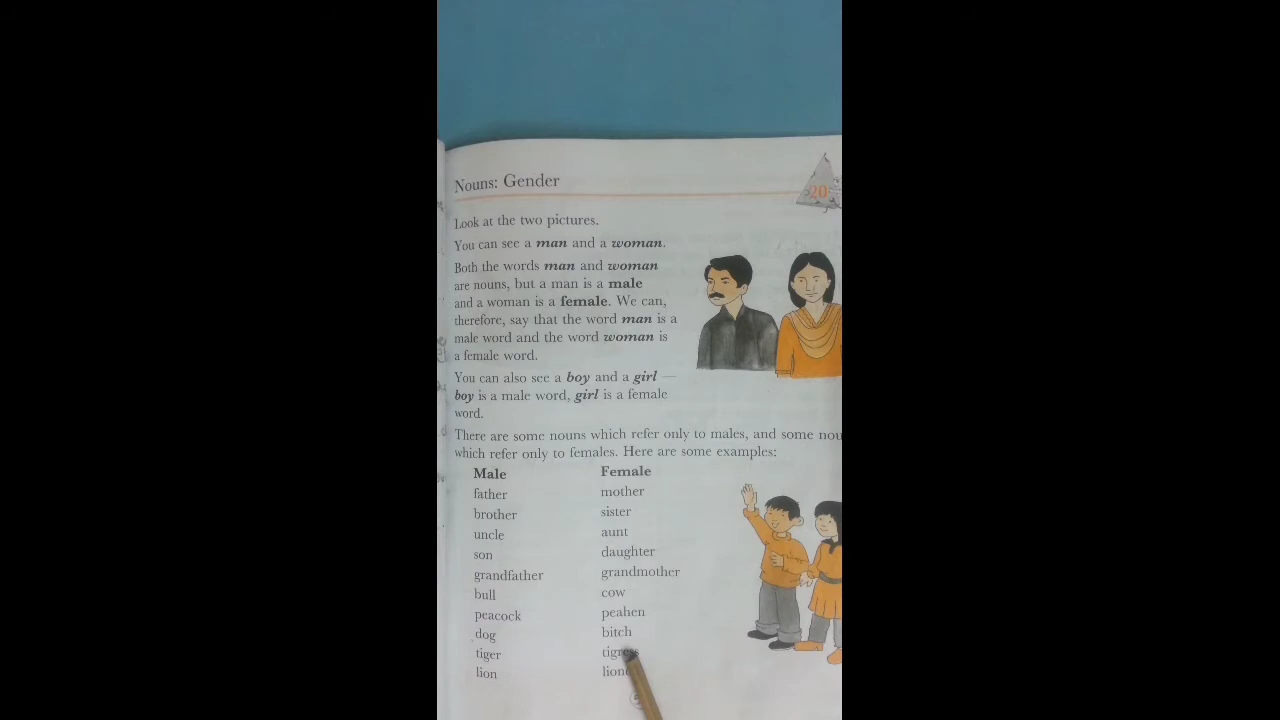 Nouns: Gender
20
Look at the two pictures.
You can see a man and a woman.
Both the words man and woman
are nouns, but a man is a male
and a woman is a female. We can,
therefore, say that the word man is a
male word and the word woman is
a female word.
You can also see a boy and a girl —
boy is a male word, girl is a female
word.
There are some nouns which refer only to males, and some nou
which refer only to females. Here are some examples:
Male Female
father mother
brother sister
uncle aunt
son daughter
grandfather grandmother
bull cow
peacock peahen
dog bitch
tiger tigress
lion